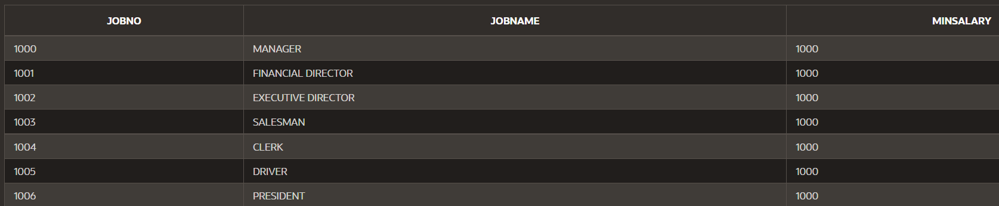 JOBNO JOBNAME MINSALARY
1000 MANAGER 1000
1001 FINANCIAL DIRECTOR 1000
1002 EXECUTIVE DIRECTOR 1000
1003 SALESMAN 1000
1004 CLERK 1000
1005 DRIVER 1000
1006 PRESIDENT 1000